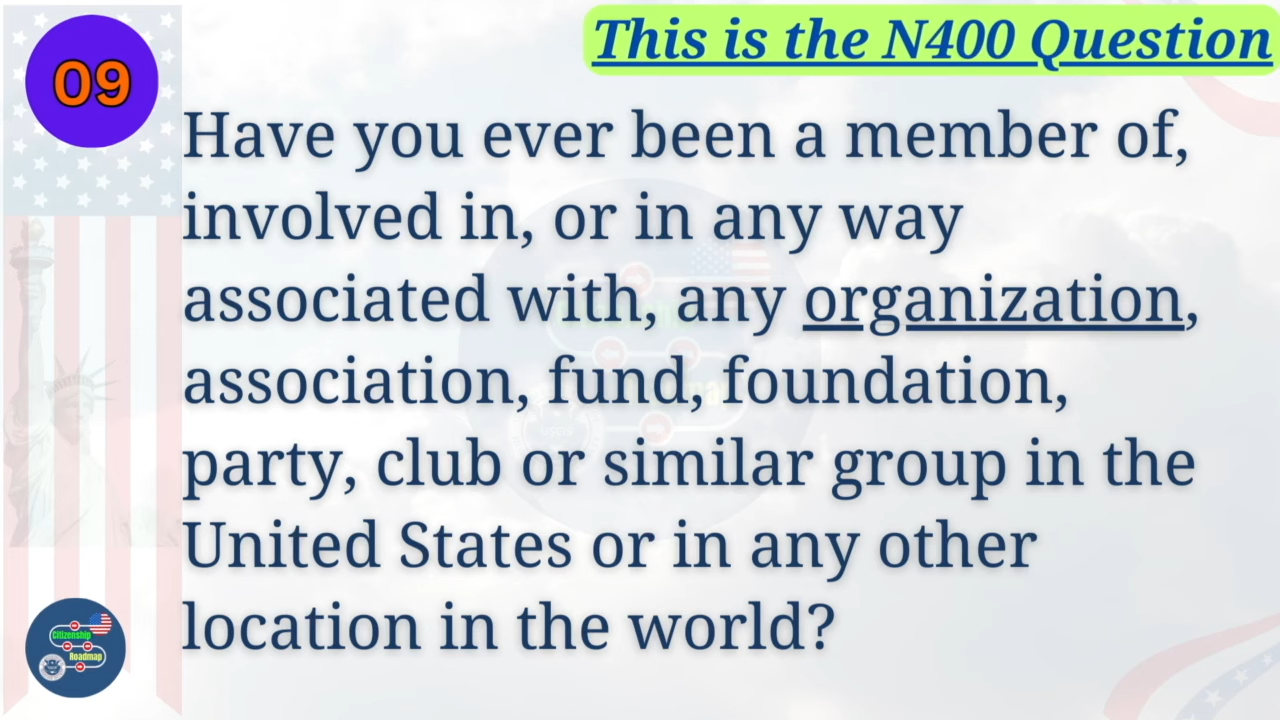 09
This is the N400 Question
Have you ever been a member of,
involved in, or in any way
associated with, any organization,
association, fund, foundation,
party, club or similar group in the
United States or in any other
location in the world?
Citizenship
Roadmap